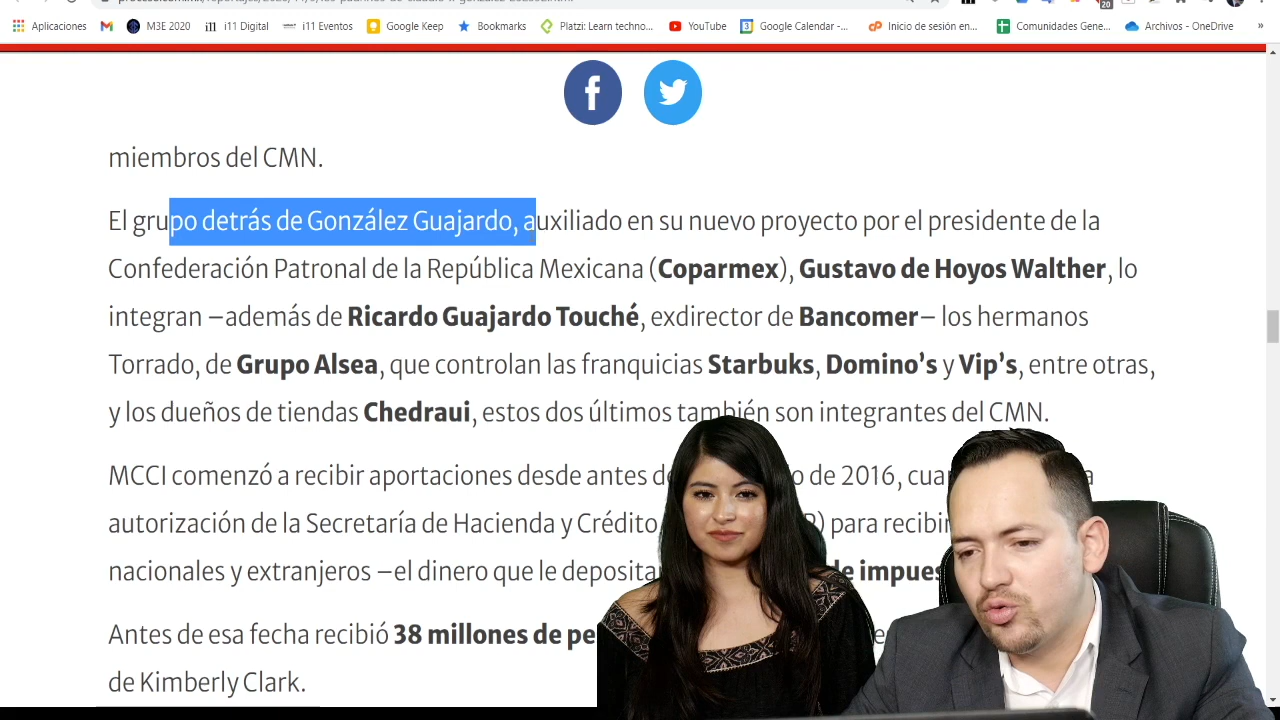 Aplicaciones M3E 2020 i11 Digital i11 Eventos Google Keep Bookmarks Platzi: Learn techno... YouTube Google Calendar -... Inicio de sesión en... Comunidades Gene... Archivos - OneDrive »
miembros del CMN.
El grupo detrás de González Guajardo, auxiliado en su nuevo proyecto por el presidente de la
Confederación Patronal de la República Mexicana (Coparmex), Gustavo de Hoyos Walther, lo
integran –además de Ricardo Guajardo Touché, exdirector de Bancomer– los hermanos
Torrado, de Grupo Alsea, que controlan las franquicias Starbuks, Domino’s y Vip’s, entre otras,
y los dueños de tiendas Chedraui, estos dos últimos también son integrantes del CMN.
MCCI comenzó a recibir aportaciones desde antes de 2016,
autorización de la Secretaría de Hacienda y Crédito para recibir
nacionales y extranjeros –el dinero que le de
Antes de esa fecha recibió 38 millones de
de Kimberly Clark.